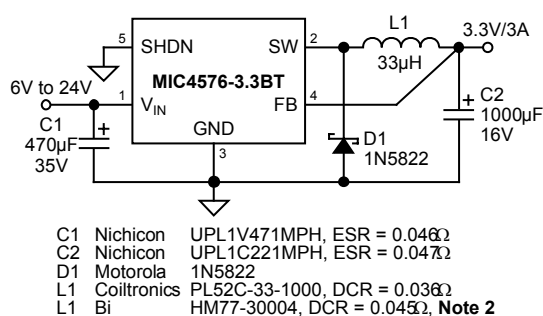 L1
3.3V/3A
5 SHDN SW 2
33µH
MIC4576-3.3BT
6V to 24V
1 VIN FB 4
C2
1000µF
16V
GND
C1
470µF
35V
3
D1
1N5822
C1 Nichicon UPL1V471MPH, ESR = 0.046Ω
C2 Nichicon UPL1C221MPH, ESR = 0.047Ω
D1 Motorola 1N5822
L1 Coiltronics PL52C-33-1000, DCR = 0.036Ω
L1 Bi HM77-30004, DCR = 0.045Ω, Note 2